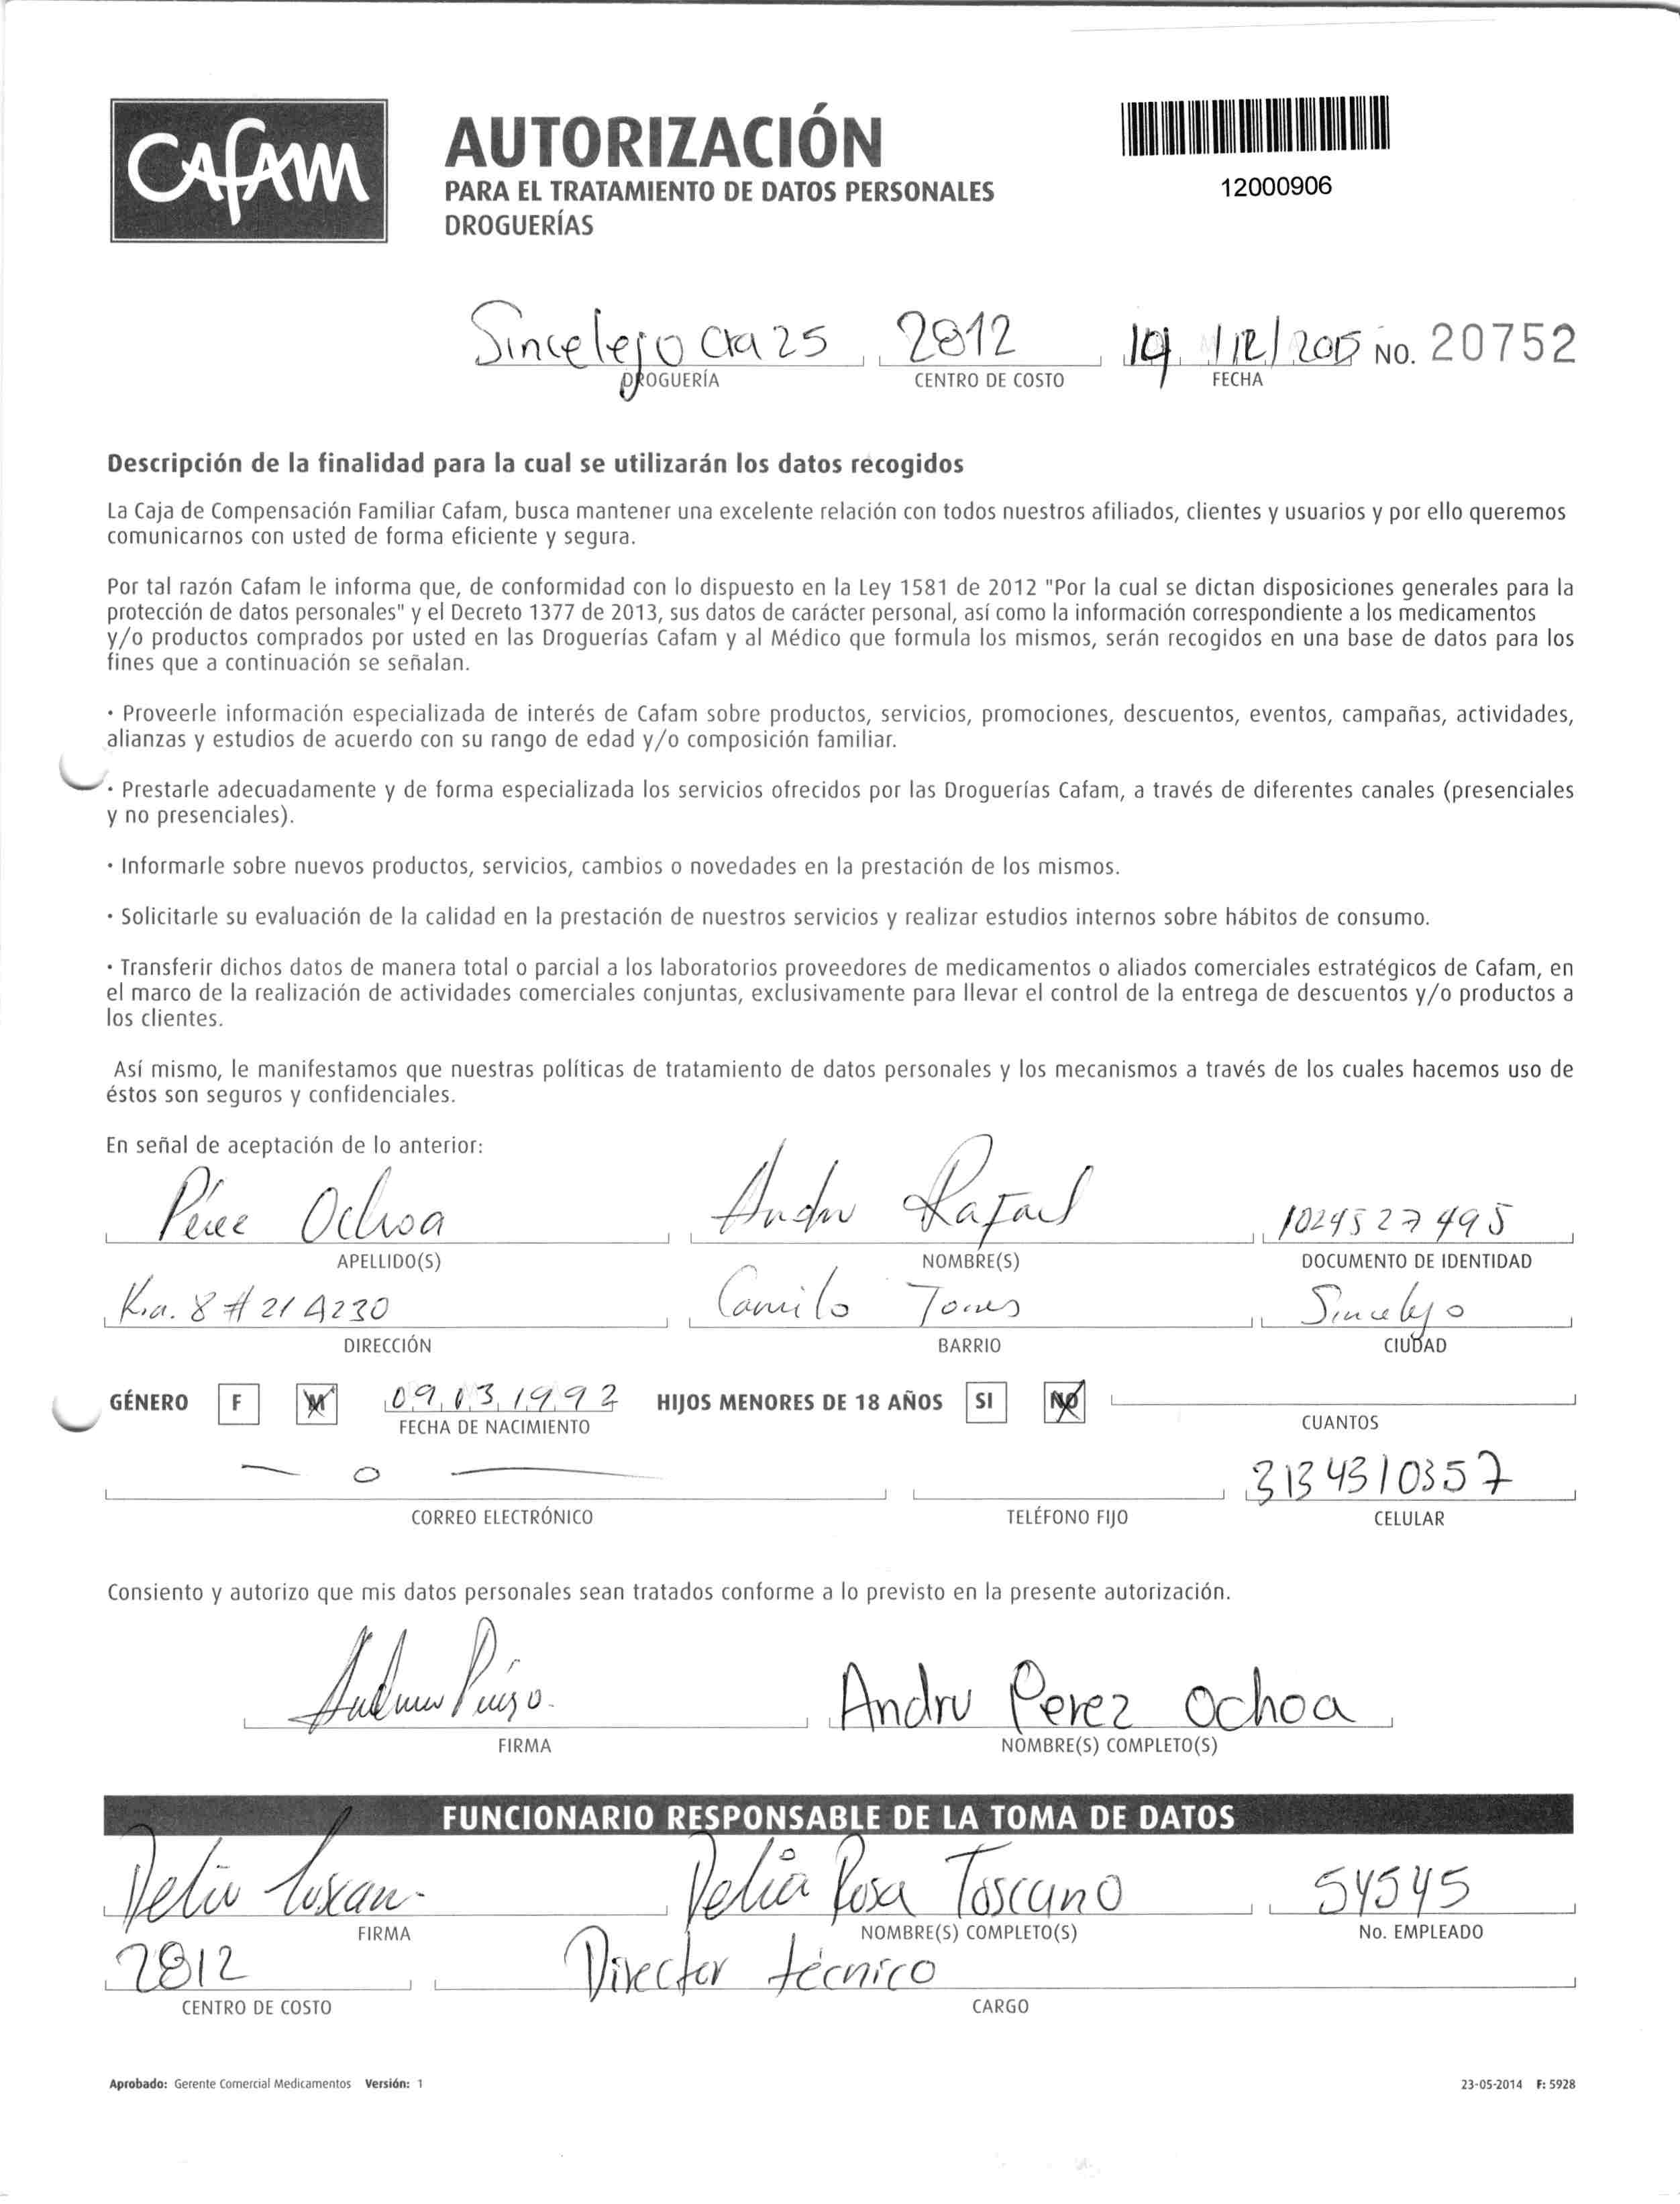 CAFAM
AUTORIZACIÓN
PARA EL TRATAMIENTO DE DATOS PERSONALES
DROGUERÍAS
12000906
Sincelejo Cra 25 2812 /12/2015 No. 20752
DROGUERÍA CENTRO DE COSTO FECHA
Descripción de la finalidad para la cual se utilizarán los datos recogidos
La Caja de Compensación Familiar Cafam, busca mantener una excelente relación con todos nuestros afiliados, clientes y usuarios y por ello queremos
comunicarnos con usted de forma eficiente y segura.
Por tal razón Cafam le informa que, de conformidad con lo dispuesto en la Ley 1581 de 2012 "Por la cual se dictan disposiciones generales para la
protección de datos personales" y el Decreto 1377 de 2013, sus datos de carácter personal, así como la información correspondiente a los medicamentos
y/o productos comprados por usted en las Droguerías Cafam y al Médico que formula los mismos, serán recogidos en una base de datos para los
fines que a continuación se señalan.
· Proveerle información especializada de interés de Cafam sobre productos, servicios, promociones, descuentos, eventos, campañas, actividades,
alianzas y estudios de acuerdo con su rango de edad y/o composición familiar.
· Prestarle adecuadamente y de forma especializada los servicios ofrecidos por las Droguerías Cafam, a través de diferentes canales (presenciales
y no presenciales).
· Informarle sobre nuevos productos, servicios, cambios o novedades en la prestación de los mismos.
· Solicitarle su evaluación de la calidad en la prestación de nuestros servicios y realizar estudios internos sobre hábitos de consumo.
· Transferir dichos datos de manera total o parcial a los laboratorios proveedores de medicamentos o aliados comerciales estratégicos de Cafam, en
el marco de la realización de actividades comerciales conjuntas, exclusivamente para llevar el control de la entrega de descuentos y/o productos a
los clientes.
Así mismo, le manifestamos que nuestras políticas de tratamiento de datos personales y los mecanismos a través de los cuales hacemos uso de
éstos son seguros y confidenciales.
En señal de aceptación de lo anterior:
Pérez Ochoa Andru Rafael 1024527495
APELLIDO(S) NOMBRE(S) DOCUMENTO DE IDENTIDAD
Kra. 8 # 21 A230 Camilo Torres Sincelejo
DIRECCIÓN BARRIO CIUDAD
GÉNERO F M 09 03 1992 HIJOS MENORES DE 18 AÑOS SI NO
FECHA DE NACIMIENTO CUANTOS
— o — 3134310357
CORREO ELECTRÓNICO TELÉFONO FIJO CELULAR
Consiento y autorizo que mis datos personales sean tratados conforme a lo previsto en la presente autorización.
Andru Perez Ochoa
FIRMA NOMBRE(S) COMPLETO(S)
FUNCIONARIO RESPONSABLE DE LA TOMA DE DATOS
Delia Toscan Delia Rosa Toscano 54545
FIRMA NOMBRE(S) COMPLETO(S) No. EMPLEADO
2812 Director técnico
CENTRO DE COSTO CARGO
Aprobado: Gerente Comercial Medicamentos Versión: 1 23-05-2014 F: 5928